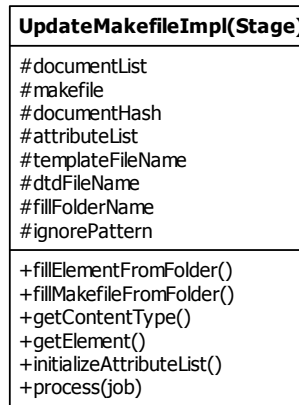 UpdateMakefileImpl(Stage)
#documentList
#makefile
#documentHash
#attributeList
#templateFileName
#dtdFileName
#fillFolderName
#ignorePattern
+fillElementFromFolder()
+fillMakefileFromFolder()
+getContentType()
+getElement()
+initializeAttributeList()
+process(job)